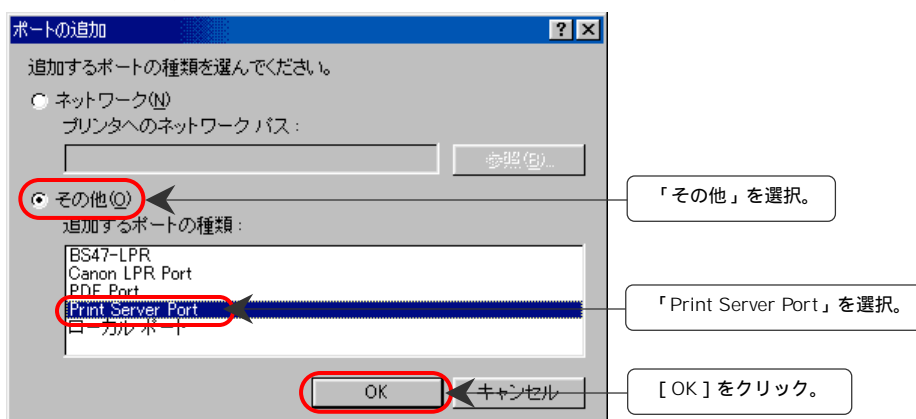 ポートの追加
追加するポートの種類を選んでください。
ネットワーク(N)
プリンタへのネットワーク パス:
参照(B)...
その他(O)
「その他」を選択。
追加するポートの種類:
BS47-LPR
Canon LPR Port
PDF Port
Print Server Port
「Print Server Port」を選択。
ローカル ポート
OK
キャンセル
[OK]をクリック。